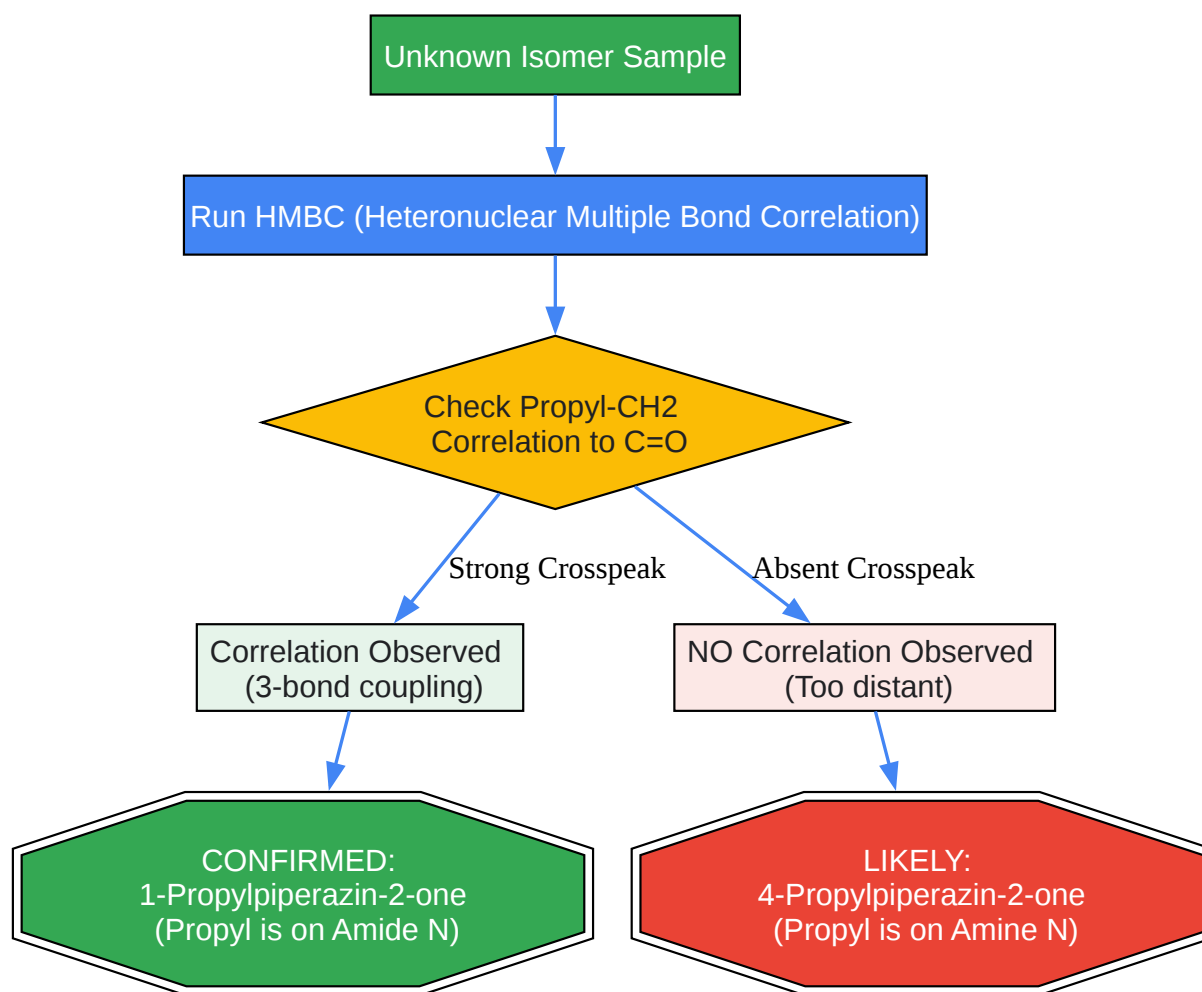 Unknown Isomer Sample
Run HMBC (Heteronuclear Multiple Bond Correlation)
Check Propyl-CH2
Correlation to C=O
Strong Crosspeak
Absent Crosspeak
Correlation Observed
(3-bond coupling)
NO Correlation Observed
(Too distant)
CONFIRMED:
1-Propylpiperazin-2-one
(Propyl is on Amide N)
LIKELY:
4-Propylpiperazin-2-one
(Propyl is on Amine N)